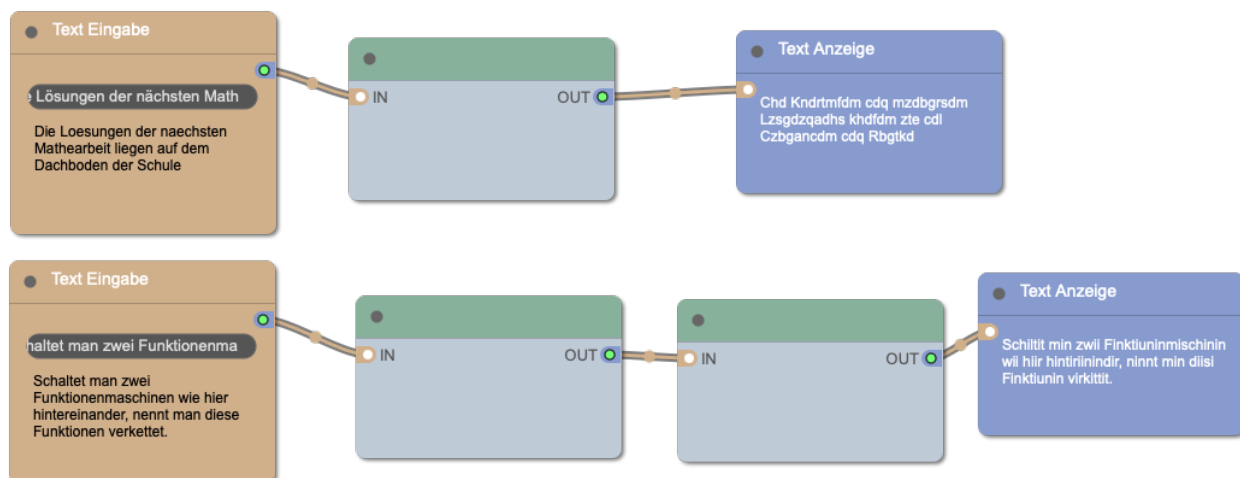 Text Eingabe
e Lösungen der nächsten Math
Die Loesungen der naechsten
Mathearbeit liegen auf dem
Dachboden der Schule
IN
OUT
Text Anzeige
Chd Kndrtmfdm cdq mzdbgrsdm
Lzsgdzqadhs khdfdm zte cdl
Czbgancdm cdq Rbgtkd
Text Eingabe
haltet man zwei Funktionenma
Schaltet man zwei
Funktionenmaschinen wie hier
hintereinander, nennt man diese
Funktionen verkettet.
IN
OUT
IN
OUT
Text Anzeige
Schiltit min zwii Finktiuninmischinin
wii hiir hintiriinindir, ninnt min diisi
Finktiunin virkittit.